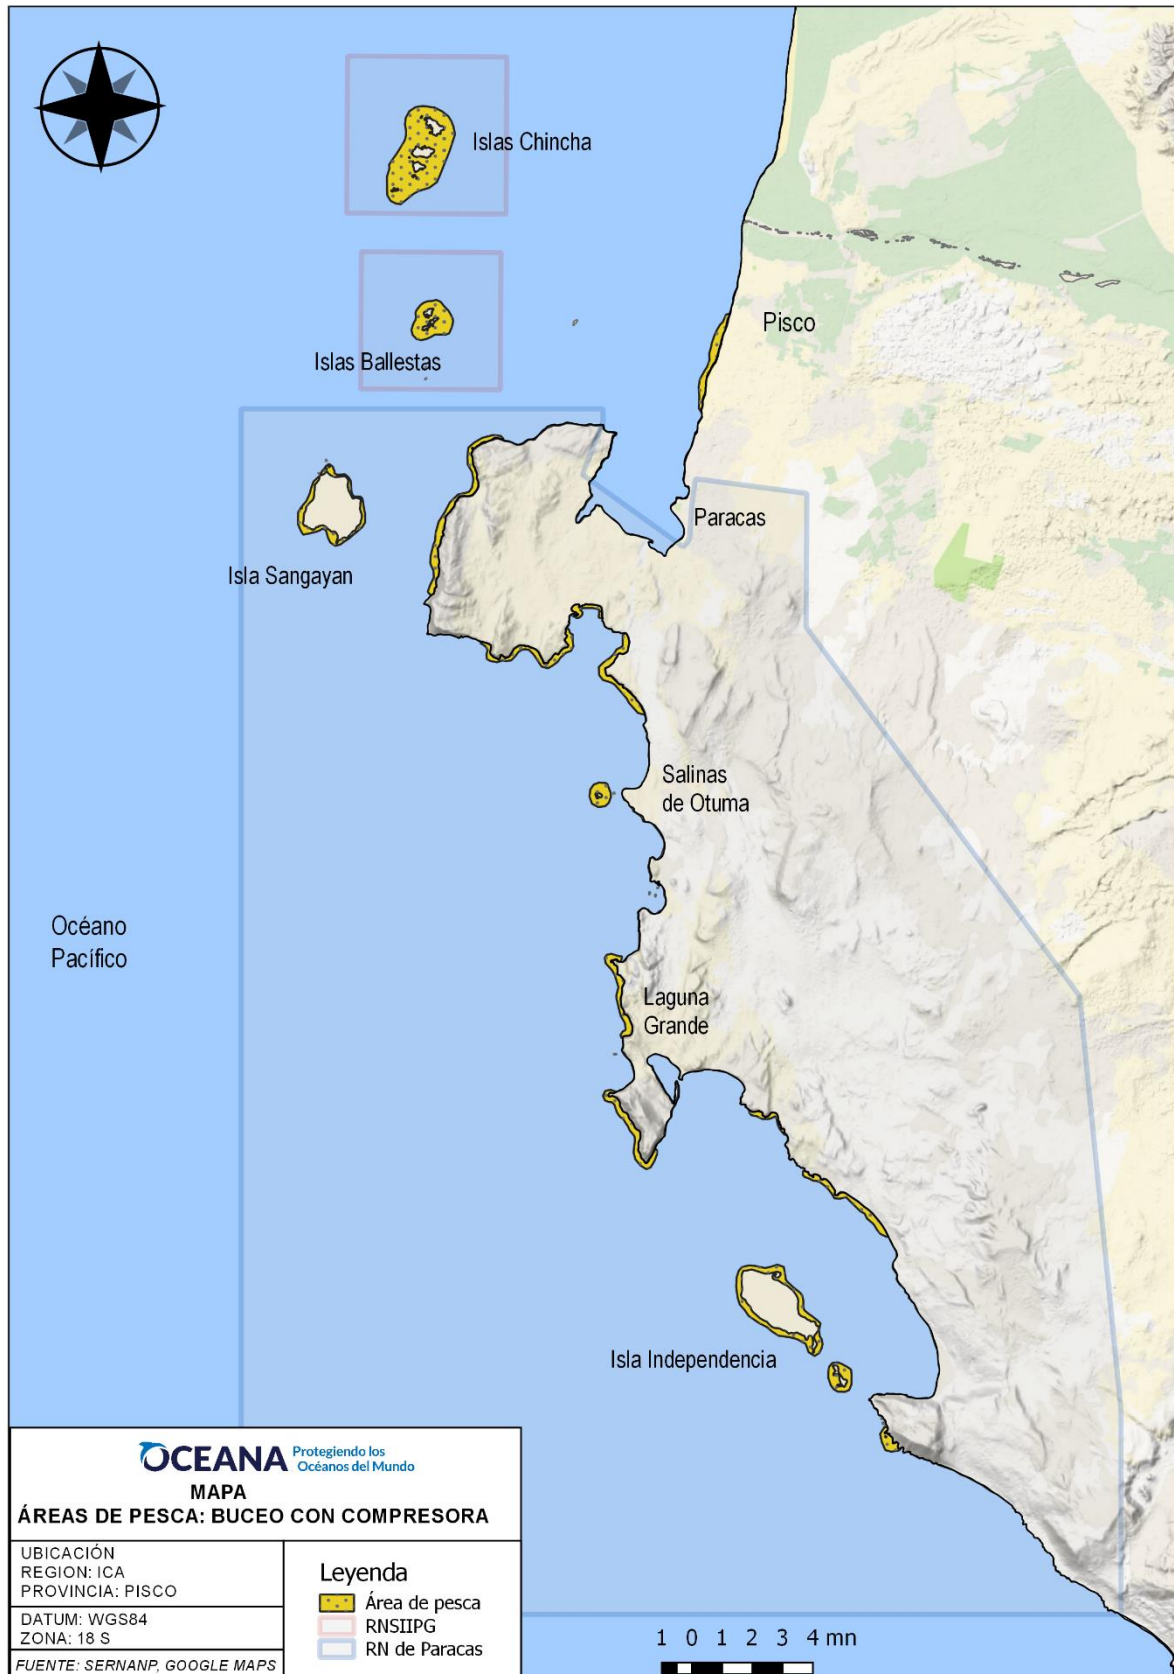 Islas Chincha
Islas Ballestas
Pisco
Paracas
Isla Sangayan
Salinas
de Otuma
Océano
Pacífico
Laguna
Grande
Isla Independencia
OCEANA Protegiendo los
Océanos del Mundo
MAPA
ÁREAS DE PESCA: BUCEO CON COMPRESORA
UBICACIÓN
REGION: ICA
PROVINCIA: PISCO
DATUM: WGS84
ZONA: 18 S
FUENTE: SERNANP, GOOGLE MAPS
Leyenda
Área de pesca
RNSIIPG
RN de Paracas
1 0 1 2 3 4 mn